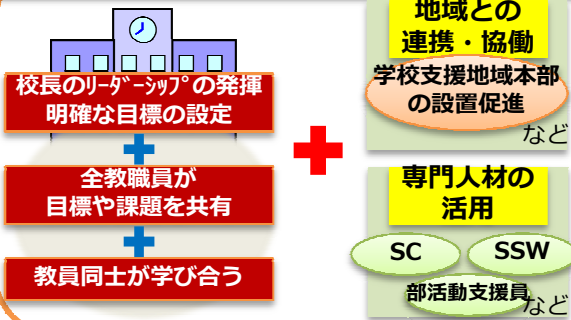 校長のﾘｰﾀﾞｰｼｯﾌﾟの発揮
明確な目標の設定
全教職員が
目標や課題を共有
教員同士が学び合う
地域との
連携・協働
学校支援地域本部
の設置促進
など
専門人材の
活用
SC
SSW
部活動支援員
など